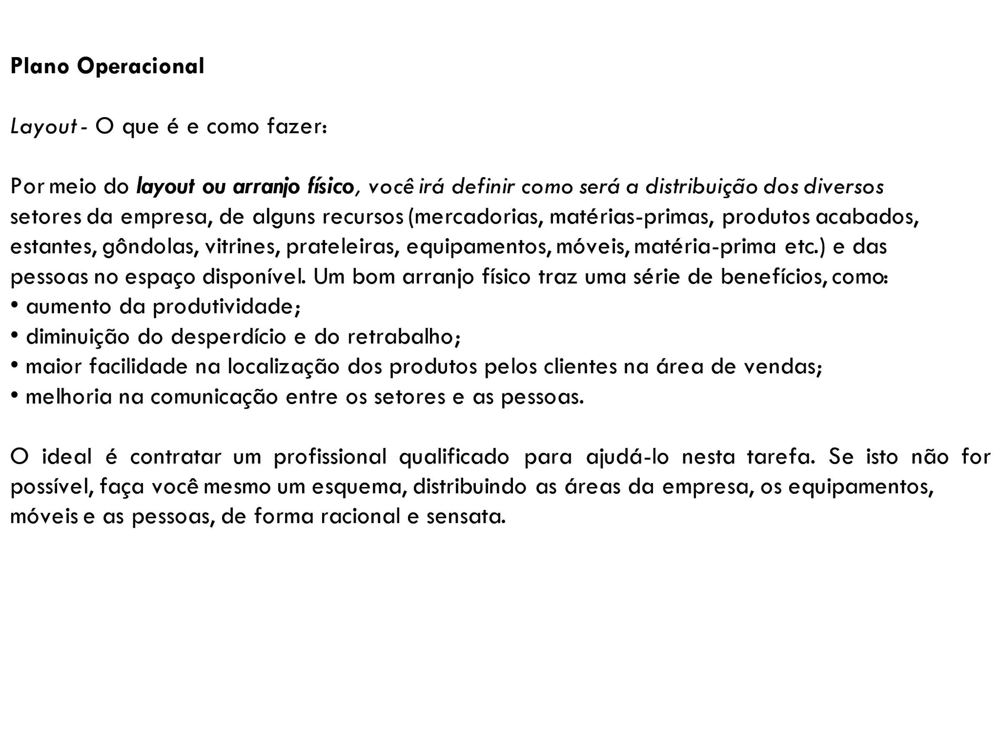 Plano Operacional
Layout - O que é e como fazer:
Por meio do layout ou arranjo físico, você irá definir como será a distribuição dos diversos
setores da empresa, de alguns recursos (mercadorias, matérias-primas, produtos acabados,
estantes, gôndolas, vitrines, prateleiras, equipamentos, móveis, matéria-prima etc.) e das
pessoas no espaço disponível. Um bom arranjo físico traz uma série de benefícios, como:
• aumento da produtividade;
• diminuição do desperdício e do retrabalho;
• maior facilidade na localização dos produtos pelos clientes na área de vendas;
• melhoria na comunicação entre os setores e as pessoas.
O ideal é contratar um profissional qualificado para ajudá-lo nesta tarefa. Se isto não for
possível, faça você mesmo um esquema, distribuindo as áreas da empresa, os equipamentos,
móveis e as pessoas, de forma racional e sensata.